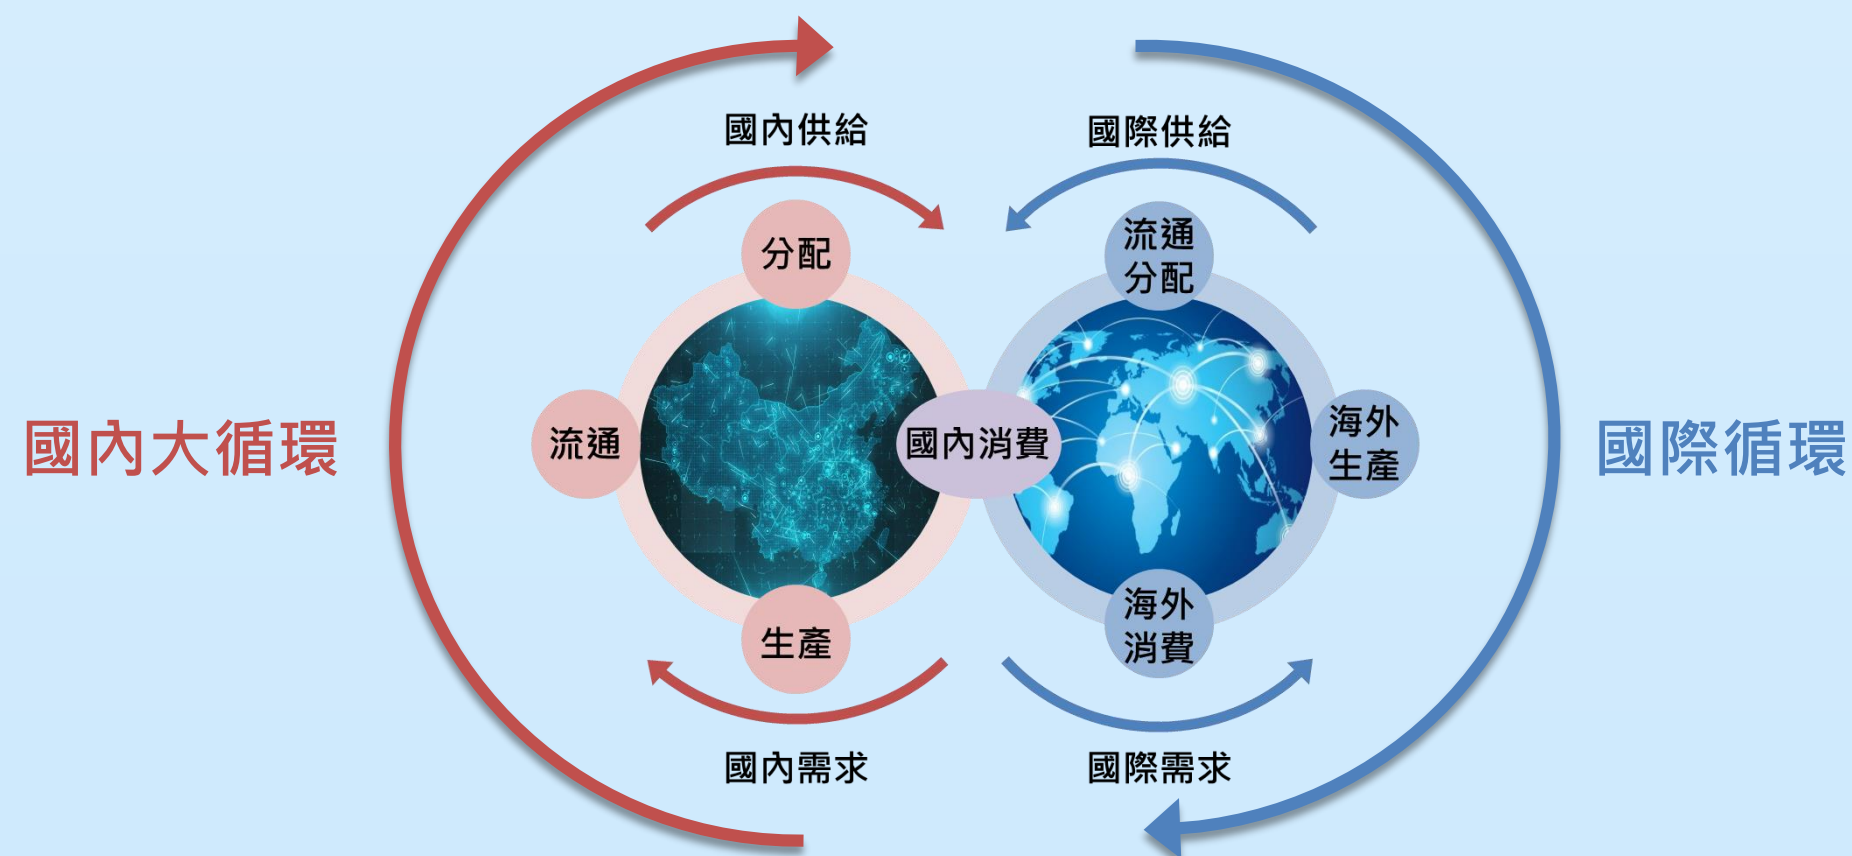 國內供給
國際供給
分配
流通
分配
國內大循環
流通
國內消費
海外
生產
國際循環
生產
海外
消費
國內需求
國際需求